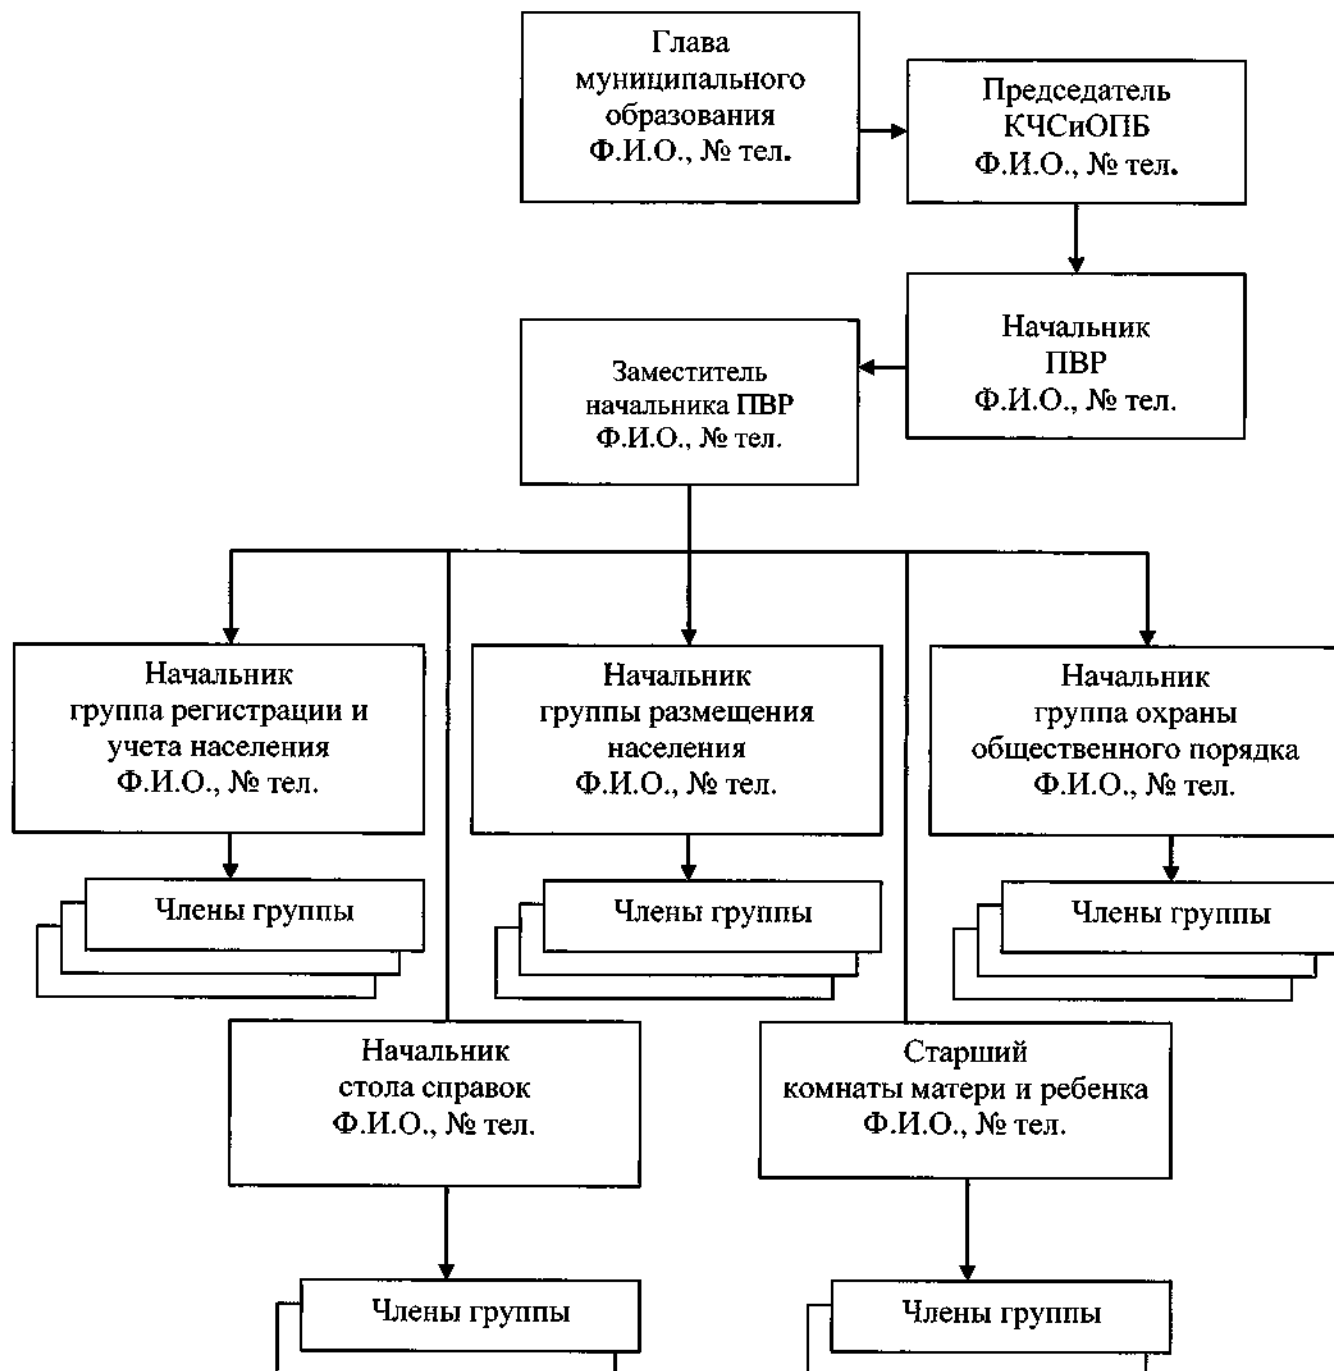 Глава
муниципального
образования
Ф.И.О., № тел.
Председатель
КЧСиОПБ
Ф.И.О., № тел.
Начальник
ПВР
Ф.И.О., № тел.
Заместитель
начальника ПВР
Ф.И.О., № тел.
Начальник
группа регистрации и
учета населения
Ф.И.О., № тел.
Начальник
группы размещения
населения
Ф.И.О., № тел.
Начальник
группа охраны
общественного порядка
Ф.И.О., № тел.
Члены группы
Члены группы
Члены группы
Начальник
стола справок
Ф.И.О., № тел.
Старший
комнаты матери и ребенка
Ф.И.О., № тел.
Члены группы
Члены группы